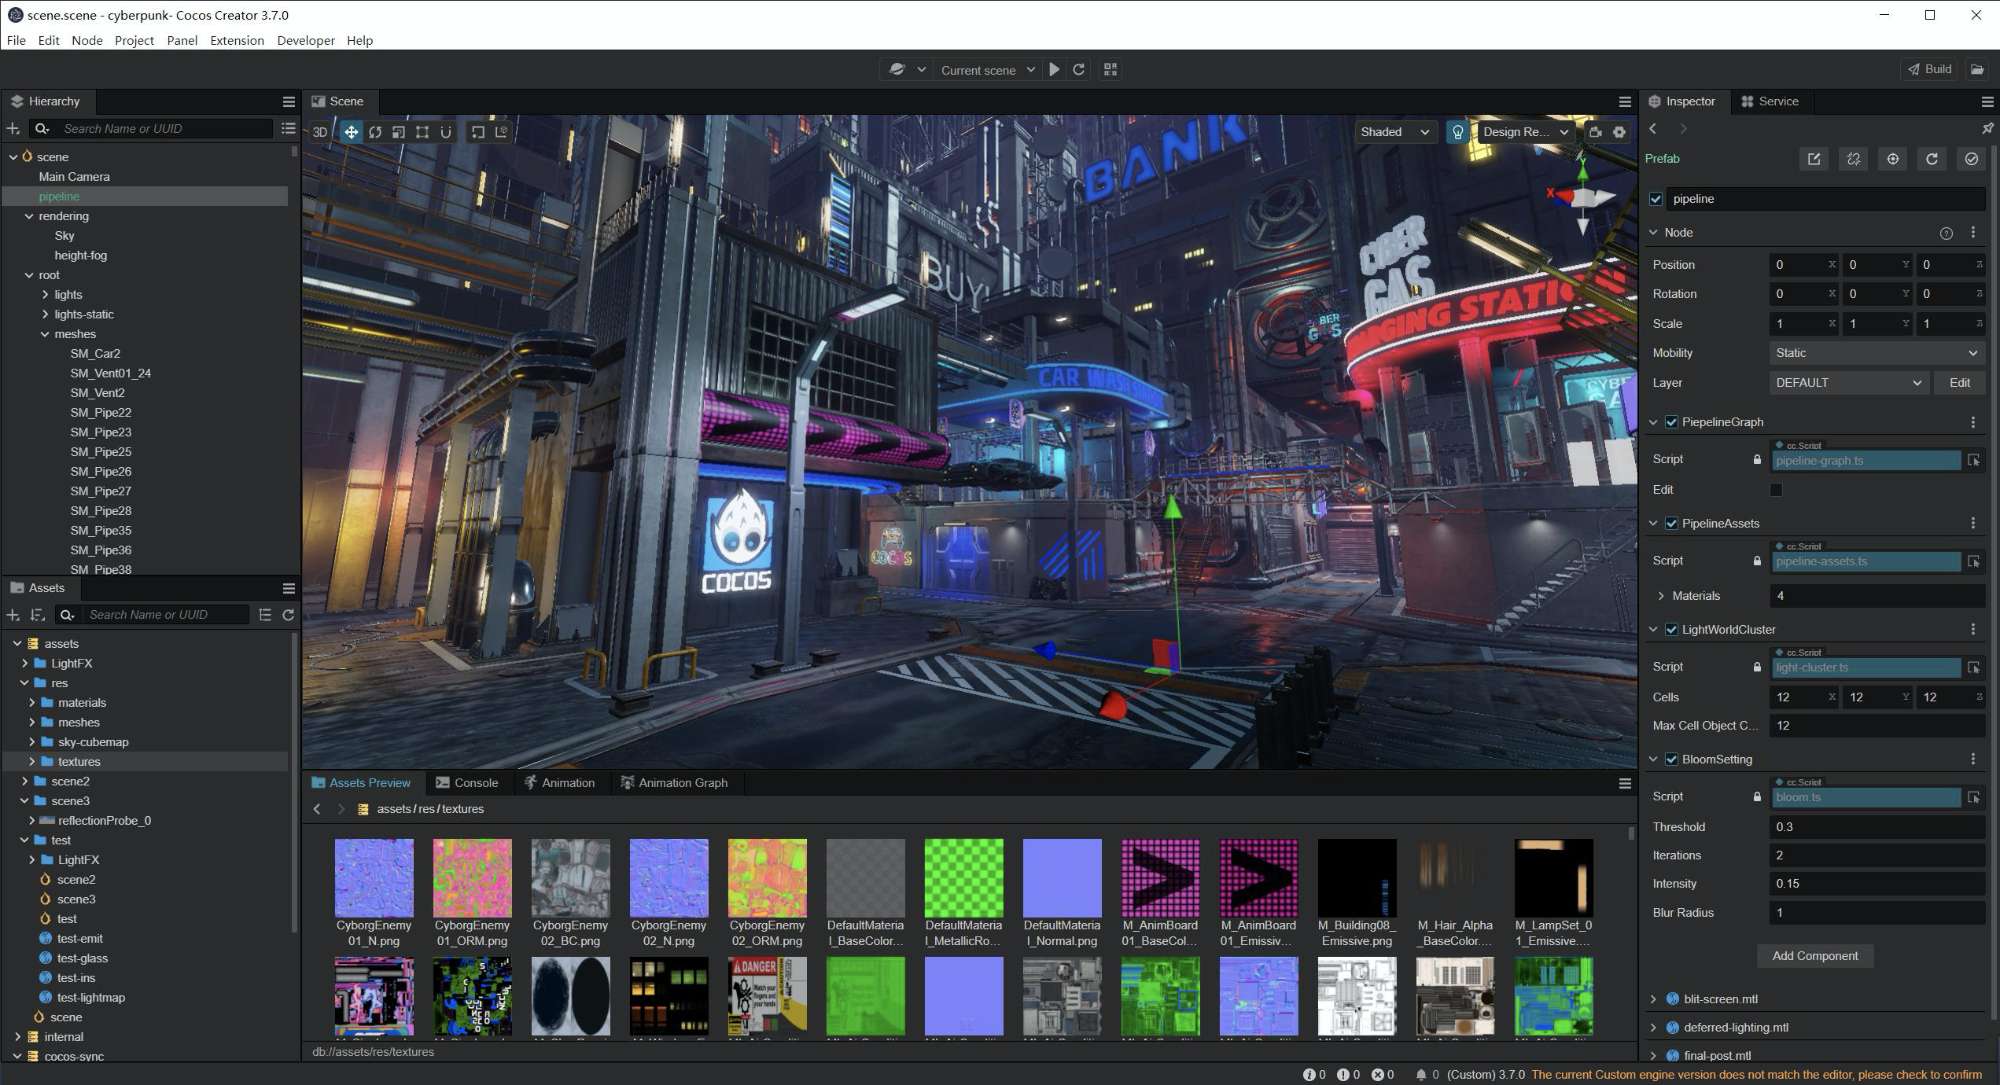 scene.scene - cyberpunk- Cocos Creator 3.7.0
File Edit Node Project Panel Extension Developer Help
Current scene
Build
Hierarchy
Search Name or UUID
scene
Main Camera
pipeline
rendering
Sky
height-fog
root
lights
lights-static
meshes
SM_Car2
SM_Vent01_24
SM_Vent2
SM_Pipe22
SM_Pipe23
SM_Pipe25
SM_Pipe26
SM_Pipe27
SM_Pipe28
SM_Pipe35
SM_Pipe36
SM_Pipe38
Assets
Search Name or UUID
assets
LightFX
res
materials
meshes
sky-cubemap
textures
scene2
scene3
reflectionProbe_0
test
LightFX
scene2
scene3
test
test-emit
test-glass
test-ins
test-lightmap
scene
internal
cocos-sync
Scene
3D
Shaded
Design Re...
Y
X
BANK
BUY
CYBER
GAS
CAR WASH
COCOS
COCOS
Assets Preview Console Animation Animation Graph
assets / res / textures
CyborgEnemy
01_N.png
CyborgEnemy
01_ORM.png
CyborgEnemy
02_BC.png
CyborgEnemy
02_N.png
CyborgEnemy
02_ORM.png
DefaultMateria
l_BaseColor...
DefaultMateria
l_MetallicRo...
DefaultMateria
l_Normal.png
M_AnimBoard
01_BaseCol...
M_AnimBoard
01_Emissiv...
M_Building08_
Emissive.png
M_Hair_Alpha
_BaseColor....
M_LampSet_0
1_Emissive....
DANGER
db://assets/res/textures
Inspector Service
Prefab
pipeline
Node
Position 0 X 0 Y 0 Z
Rotation 0 X 0 Y 0 Z
Scale 1 X 1 Y 1 Z
Mobility Static
Layer DEFAULT Edit
PiepelineGraph
cc.Script
Script pipeline-graph.ts
Edit
PipelineAssets
cc.Script
Script pipeline-assets.ts
Materials 4
LightWorldCluster
cc.Script
Script light-cluster.ts
Cells 12 X 12 Y 12 Z
Max Cell Object C... 12
BloomSetting
cc.Script
Script bloom.ts
Threshold 0.3
Iterations 2
Intensity 0.15
Blur Radius 1
Add Component
blit-screen.mtl
deferred-lighting.mtl
final-post.mtl
0 0 0 0 (Custom) 3.7.0 The current Custom engine version does not match the editor, please check to confirm